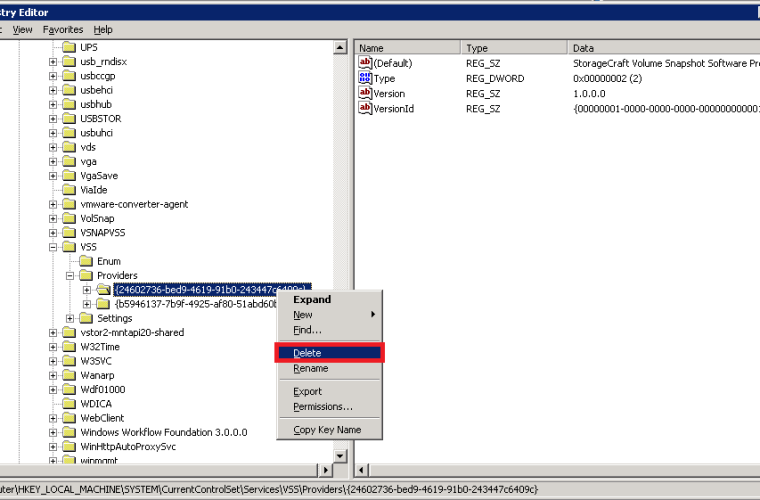 stry Editor
View Favorites Help
UPS
usb_rndisx
usbccgp
usbehci
usbhub
USBSTOR
usbuhci
vds
vga
VgaSave
ViaIde
vmware-converter-agent
VolSnap
VSNAPVSS
VSS
Enum
Providers
{24602736-bed9-4619-91b0-243447c6409c}
{b5946137-7b9f-4925-af80-51abd60b
Settings
vstor2-mntapi20-shared
W32Time
W3SVC
Wanarp
Wdf01000
WDICA
WebClient
Windows Workflow Foundation 3.0.0.0
WinHttpAutoProxySvc
winmgmt
Name Type Data
(Default) REG_SZ StorageCraft Volume Snapshot Software Pr
Type REG_DWORD 0x00000002 (2)
Version REG_SZ 1.0.0.0
VersionId REG_SZ {00000001-0000-0000-0000-000000000001
Expand
New
Find...
Delete
Rename
Export
Permissions...
Copy Key Name
uter\HKEY_LOCAL_MACHINE\SYSTEM\CurrentControlSet\Services\VSS\Providers\{24602736-bed9-4619-91b0-243447c6409c}